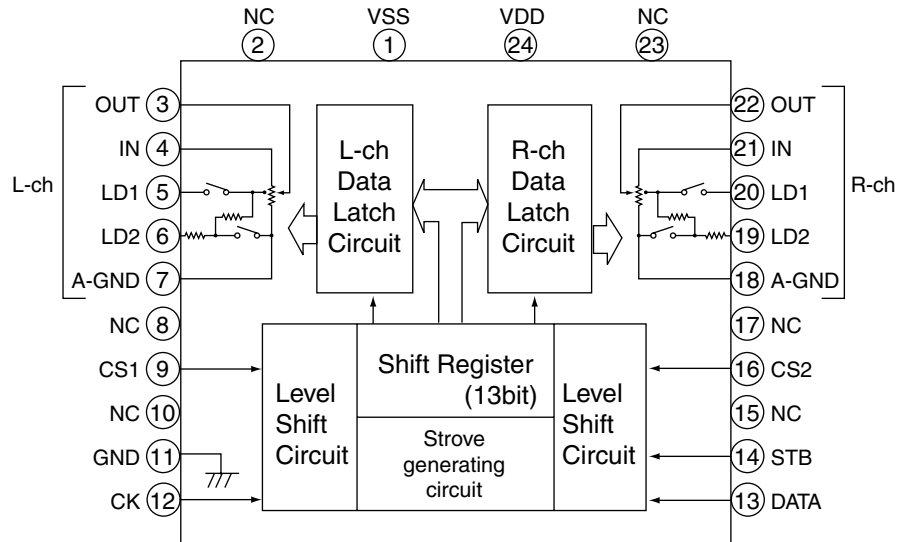 NC VSS VDD NC
2 1 24 23
L-ch
OUT 3
IN 4
LD1 5
LD2 6
A-GND 7
NC 8
CS1 9
NC 10
GND 11
CK 12
L-ch
Data
Latch
Circuit
R-ch
Data
Latch
Circuit
Level
Shift
Circuit
Shift Register
(13bit)
Strove
generating
circuit
Level
Shift
Circuit
22 OUT
21 IN
20 LD1
19 LD2
18 A-GND
17 NC
16 CS2
15 NC
14 STB
13 DATA
R-ch